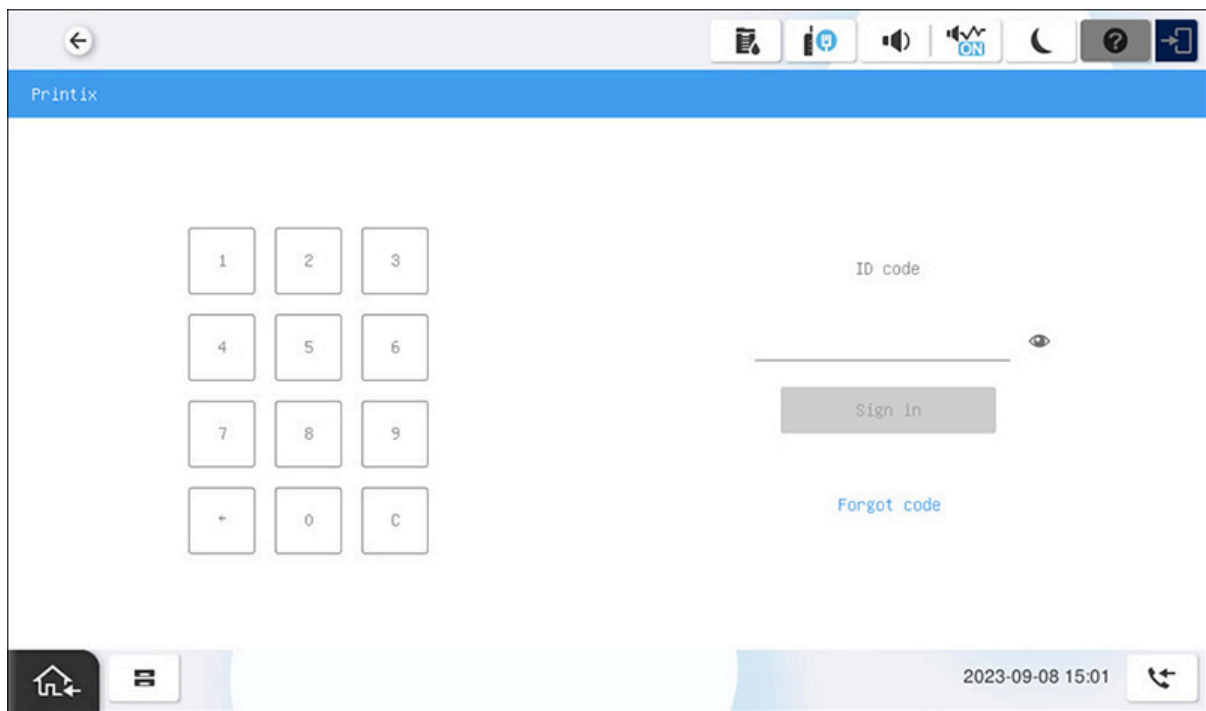 ON
?
Printix
1 2 3
ID code
4 5 6
Sign in
7 8 9
Forgot code
← 0 C
2023-09-08 15:01